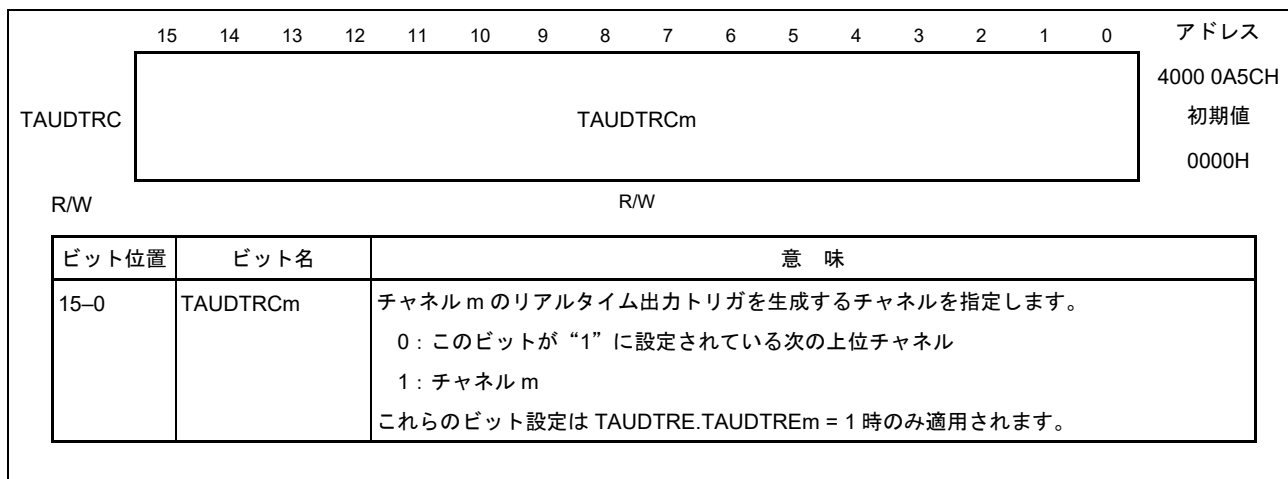 15 14 13 12 11 10 9 8 7 6 5 4 3 2 1 0 アドレス
4000 0A5CH
TAUDTRC TAUDTRCm 初期値
0000H
R/W R/W
ビット位置 ビット名 意 味
15–0 TAUDTRCm チャネル m のリアルタイム出力トリガを生成するチャネルを指定します。
0：このビットが“1”に設定されている次の上位チャネル
1：チャネル m
これらのビット設定は TAUDTRE.TAUDTREm = 1 時のみ適用されます。